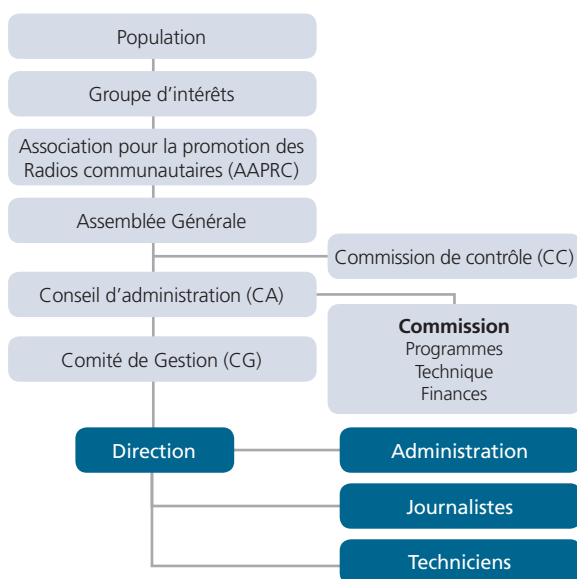 Population
Groupe d'intérêts
Association pour la promotion des
Radios communautaires (AAPRC)
Assemblée Générale
Commission de contrôle (CC)
Conseil d'administration (CA)
Commission
Programmes
Technique
Finances
Comité de Gestion (CG)
Direction
Administration
Journalistes
Techniciens